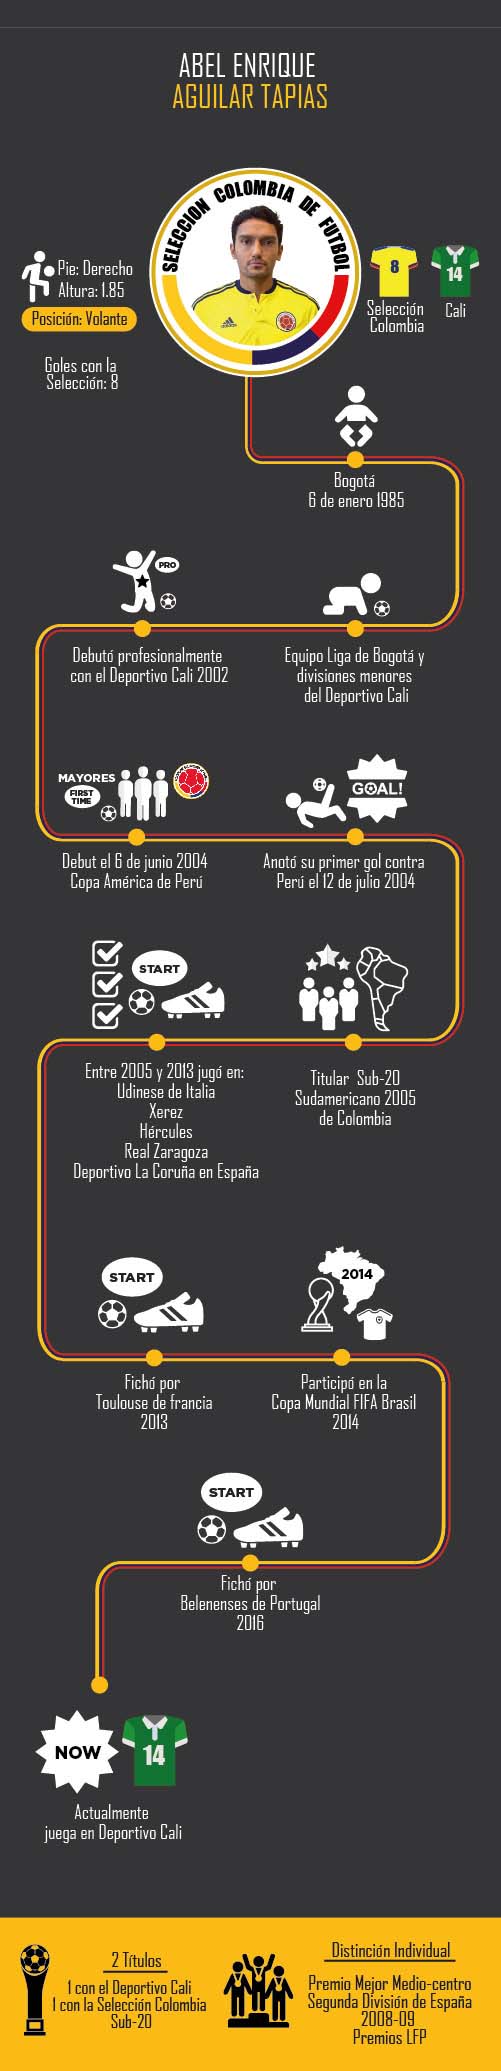 ABEL ENRIQUE
AGUILAR TAPIAS
SELECCION COLOMBIA DE FUTBOL
Pie: Derecho
Altura: 1.85
Posición: Volante
Goles con la
Selección: 8
8
Selección
Colombia
14
Cali
Bogotá
6 de enero 1985
PRO
Debutó profesionalmente
con el Deportivo Cali 2002
Equipo Liga de Bogotá y
divisiones menores
del Deportivo Cali
MAYORES
FIRST
TIME
Debut el 6 de junio 2004
Copa América de Perú
GOAL!
Anotó su primer gol contra
Perú el 12 de julio 2004
START
Entre 2005 y 2013 jugó en:
Udinese de Italia
Xerez
Hércules
Real Zaragoza
Deportivo La Coruña en España
Titular Sub-20
Sudamericano 2005
de Colombia
START
Fichó por
Toulouse de francia
2013
2014
Participó en la
Copa Mundial FIFA Brasil
2014
START
Fichó por
Belenenses de Portugal
2016
NOW
14
Actualmente
juega en Deportivo Cali
2 Títulos
1 con el Deportivo Cali
1 con la Selección Colombia
Sub-20
Distinción Individual
Premio Mejor Medio-centro
Segunda División de España
2008-09
Premios LFP